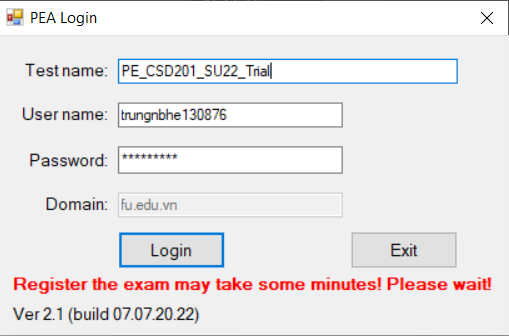 PEA Login
Test name: PE_CSD201_SU22_Trial
User name: trungnbhe130876
Password: *********
Domain: fu.edu.vn
Login Exit
Register the exam may take some minutes! Please wait!
Ver 2.1 (build 07.07.20.22)